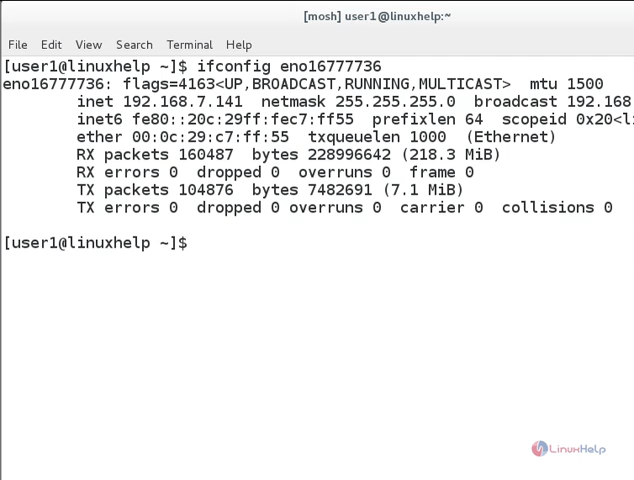 [mosh] user1@linuxhelp:~
File Edit View Search Terminal Help
[user1@linuxhelp ~]$ ifconfig eno16777736
eno16777736: flags=4163<UP,BROADCAST,RUNNING,MULTICAST>  mtu 1500
        inet 192.168.7.141  netmask 255.255.255.0  broadcast 192.168
        inet6 fe80::20c:29ff:fec7:ff55  prefixlen 64  scopeid 0x20<li
        ether 00:0c:29:c7:ff:55  txqueuelen 1000  (Ethernet)
        RX packets 160487  bytes 228996642 (218.3 MiB)
        RX errors 0  dropped 0  overruns 0  frame 0
        TX packets 104876  bytes 7482691 (7.1 MiB)
        TX errors 0  dropped 0 overruns 0  carrier 0  collisions 0
[user1@linuxhelp ~]$
LinuxHelp